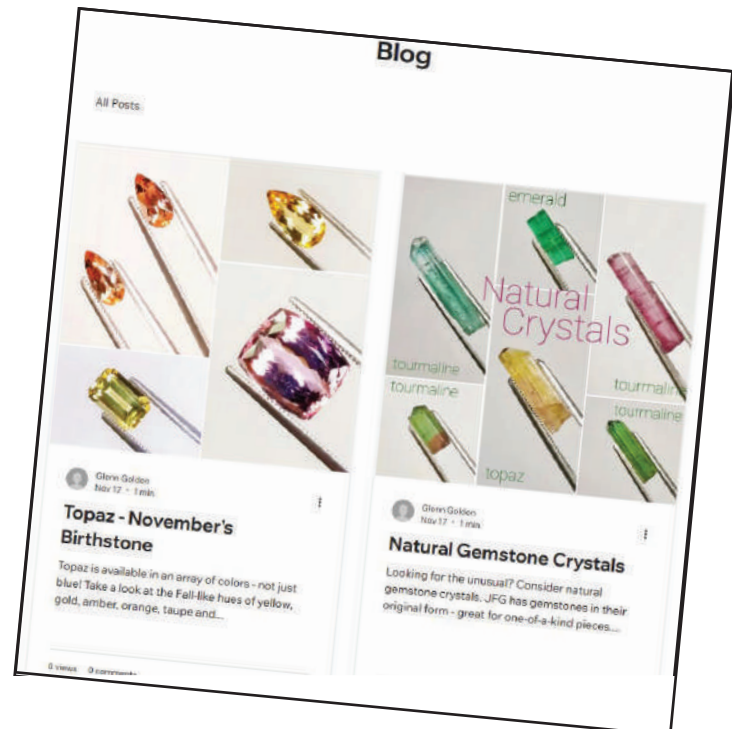 Blog
All Posts
emerald
Natural
Crystals
tourmaline
tourmaline
tourmaline
tourmaline
topaz
Glenn Golden
Nov 17 · 1 min
Topaz - November's
Birthstone
Topaz is available in an array of colors - not just
blue! Take a look at the Fall-like hues of yellow,
gold, amber, orange, taupe and...
0 views 0 comments
Glenn Golden
Nov 17 · 1 min
Natural Gemstone Crystals
Looking for the unusual? Consider natural
gemstone crystals. JFG has gemstones in their
original form - great for one-of-a-kind pieces....